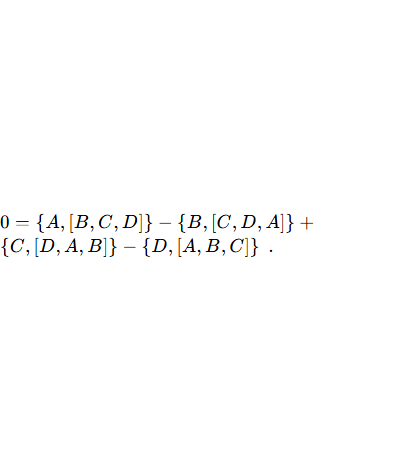 0 = {A, [B, C, D]} − {B, [C, D, A]} +
{C, [D, A, B]} − {D, [A, B, C]} .